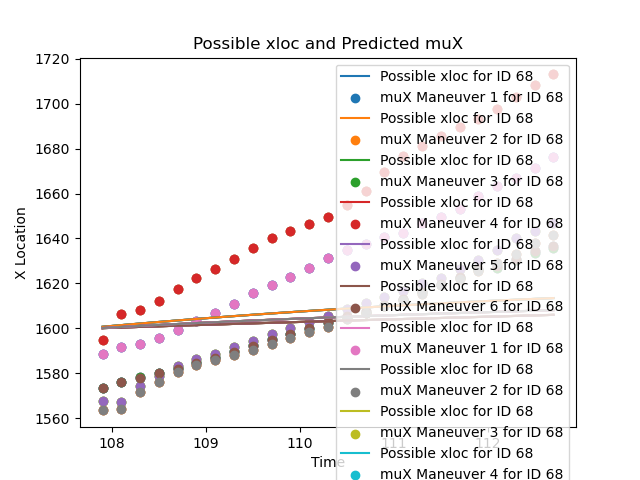 Possible xloc and Predicted muX
1720
1700
1680
1660
1640
1620
1600
1580
1560
X Location
108
109
110
111
112
Time
Possible xloc for ID 68
muX Maneuver 1 for ID 68
Possible xloc for ID 68
muX Maneuver 2 for ID 68
Possible xloc for ID 68
muX Maneuver 3 for ID 68
Possible xloc for ID 68
muX Maneuver 4 for ID 68
Possible xloc for ID 68
muX Maneuver 5 for ID 68
Possible xloc for ID 68
muX Maneuver 6 for ID 68
Possible xloc for ID 68
muX Maneuver 1 for ID 68
Possible xloc for ID 68
muX Maneuver 2 for ID 68
Possible xloc for ID 68
muX Maneuver 3 for ID 68
Possible xloc for ID 68
muX Maneuver 4 for ID 68